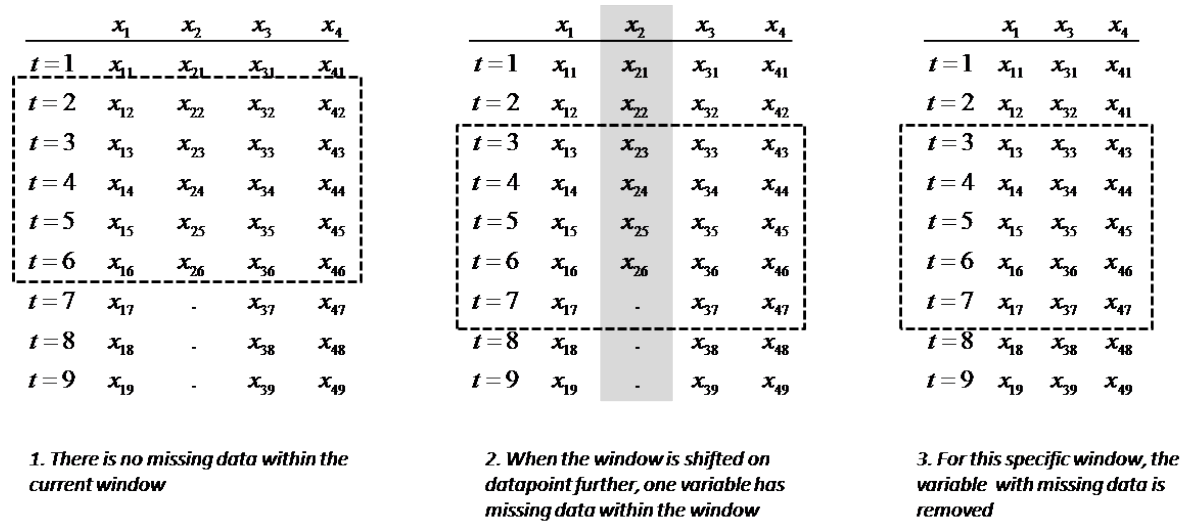 x₁ x₂ x₃ x₄
t = 1 x₁₁ x₂₁ x₃₁ x₄₁
t = 2 x₁₂ x₂₂ x₃₂ x₄₂
t = 3 x₁₃ x₂₃ x₃₃ x₄₃
t = 4 x₁₄ x₂₄ x₃₄ x₄₄
t = 5 x₁₅ x₂₅ x₃₅ x₄₅
t = 6 x₁₆ x₂₆ x₃₆ x₄₆
t = 7 x₁₇ . x₃₇ x₄₇
t = 8 x₁₈ . x₃₈ x₄₈
t = 9 x₁₉ . x₃₉ x₄₉
1. There is no missing data within the
current window
x₁ x₂ x₃ x₄
t = 1 x₁₁ x₂₁ x₃₁ x₄₁
t = 2 x₁₂ x₂₂ x₃₂ x₄₂
t = 3 x₁₃ x₂₃ x₃₃ x₄₃
t = 4 x₁₄ x₂₄ x₃₄ x₄₄
t = 5 x₁₅ x₂₅ x₃₅ x₄₅
t = 6 x₁₆ x₂₆ x₃₆ x₄₆
t = 7 x₁₇ . x₃₇ x₄₇
t = 8 x₁₈ . x₃₈ x₄₈
t = 9 x₁₉ . x₃₉ x₄₉
2. When the window is shifted on
datapoint further, one variable has
missing data within the window
x₁ x₃ x₄
t = 1 x₁₁ x₃₁ x₄₁
t = 2 x₁₂ x₃₂ x₄₁
t = 3 x₁₃ x₃₃ x₄₃
t = 4 x₁₄ x₃₄ x₄₄
t = 5 x₁₅ x₃₅ x₄₅
t = 6 x₁₆ x₃₆ x₄₆
t = 7 x₁₇ x₃₇ x₄₇
t = 8 x₁₈ x₃₈ x₄₈
t = 9 x₁₉ x₃₉ x₄₉
3. For this specific window, the
variable with missing data is
removed